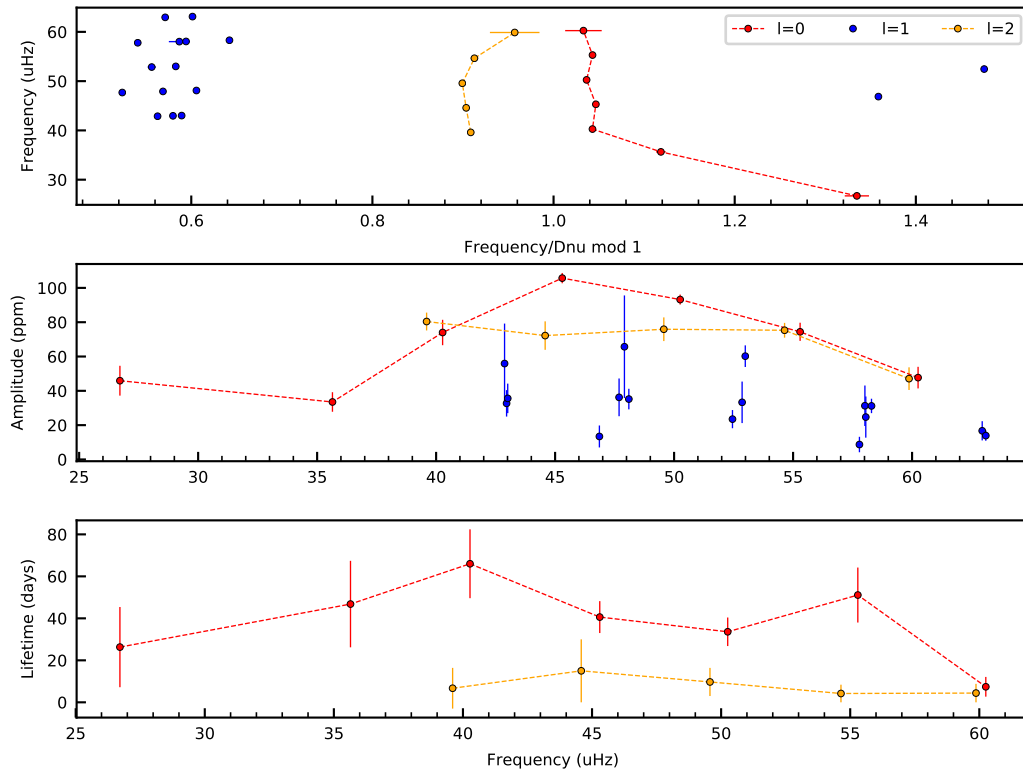 60
50
40
30
Frequency (uHz)
l=0 l=1 l=2
0.6 0.8 1.0 1.2 1.4
Frequency/Dnu mod 1
100
80
60
40
20
0
Amplitude (ppm)
25 30 35 40 45 50 55 60
80
60
40
20
0
Lifetime (days)
25 30 35 40 45 50 55 60
Frequency (uHz)